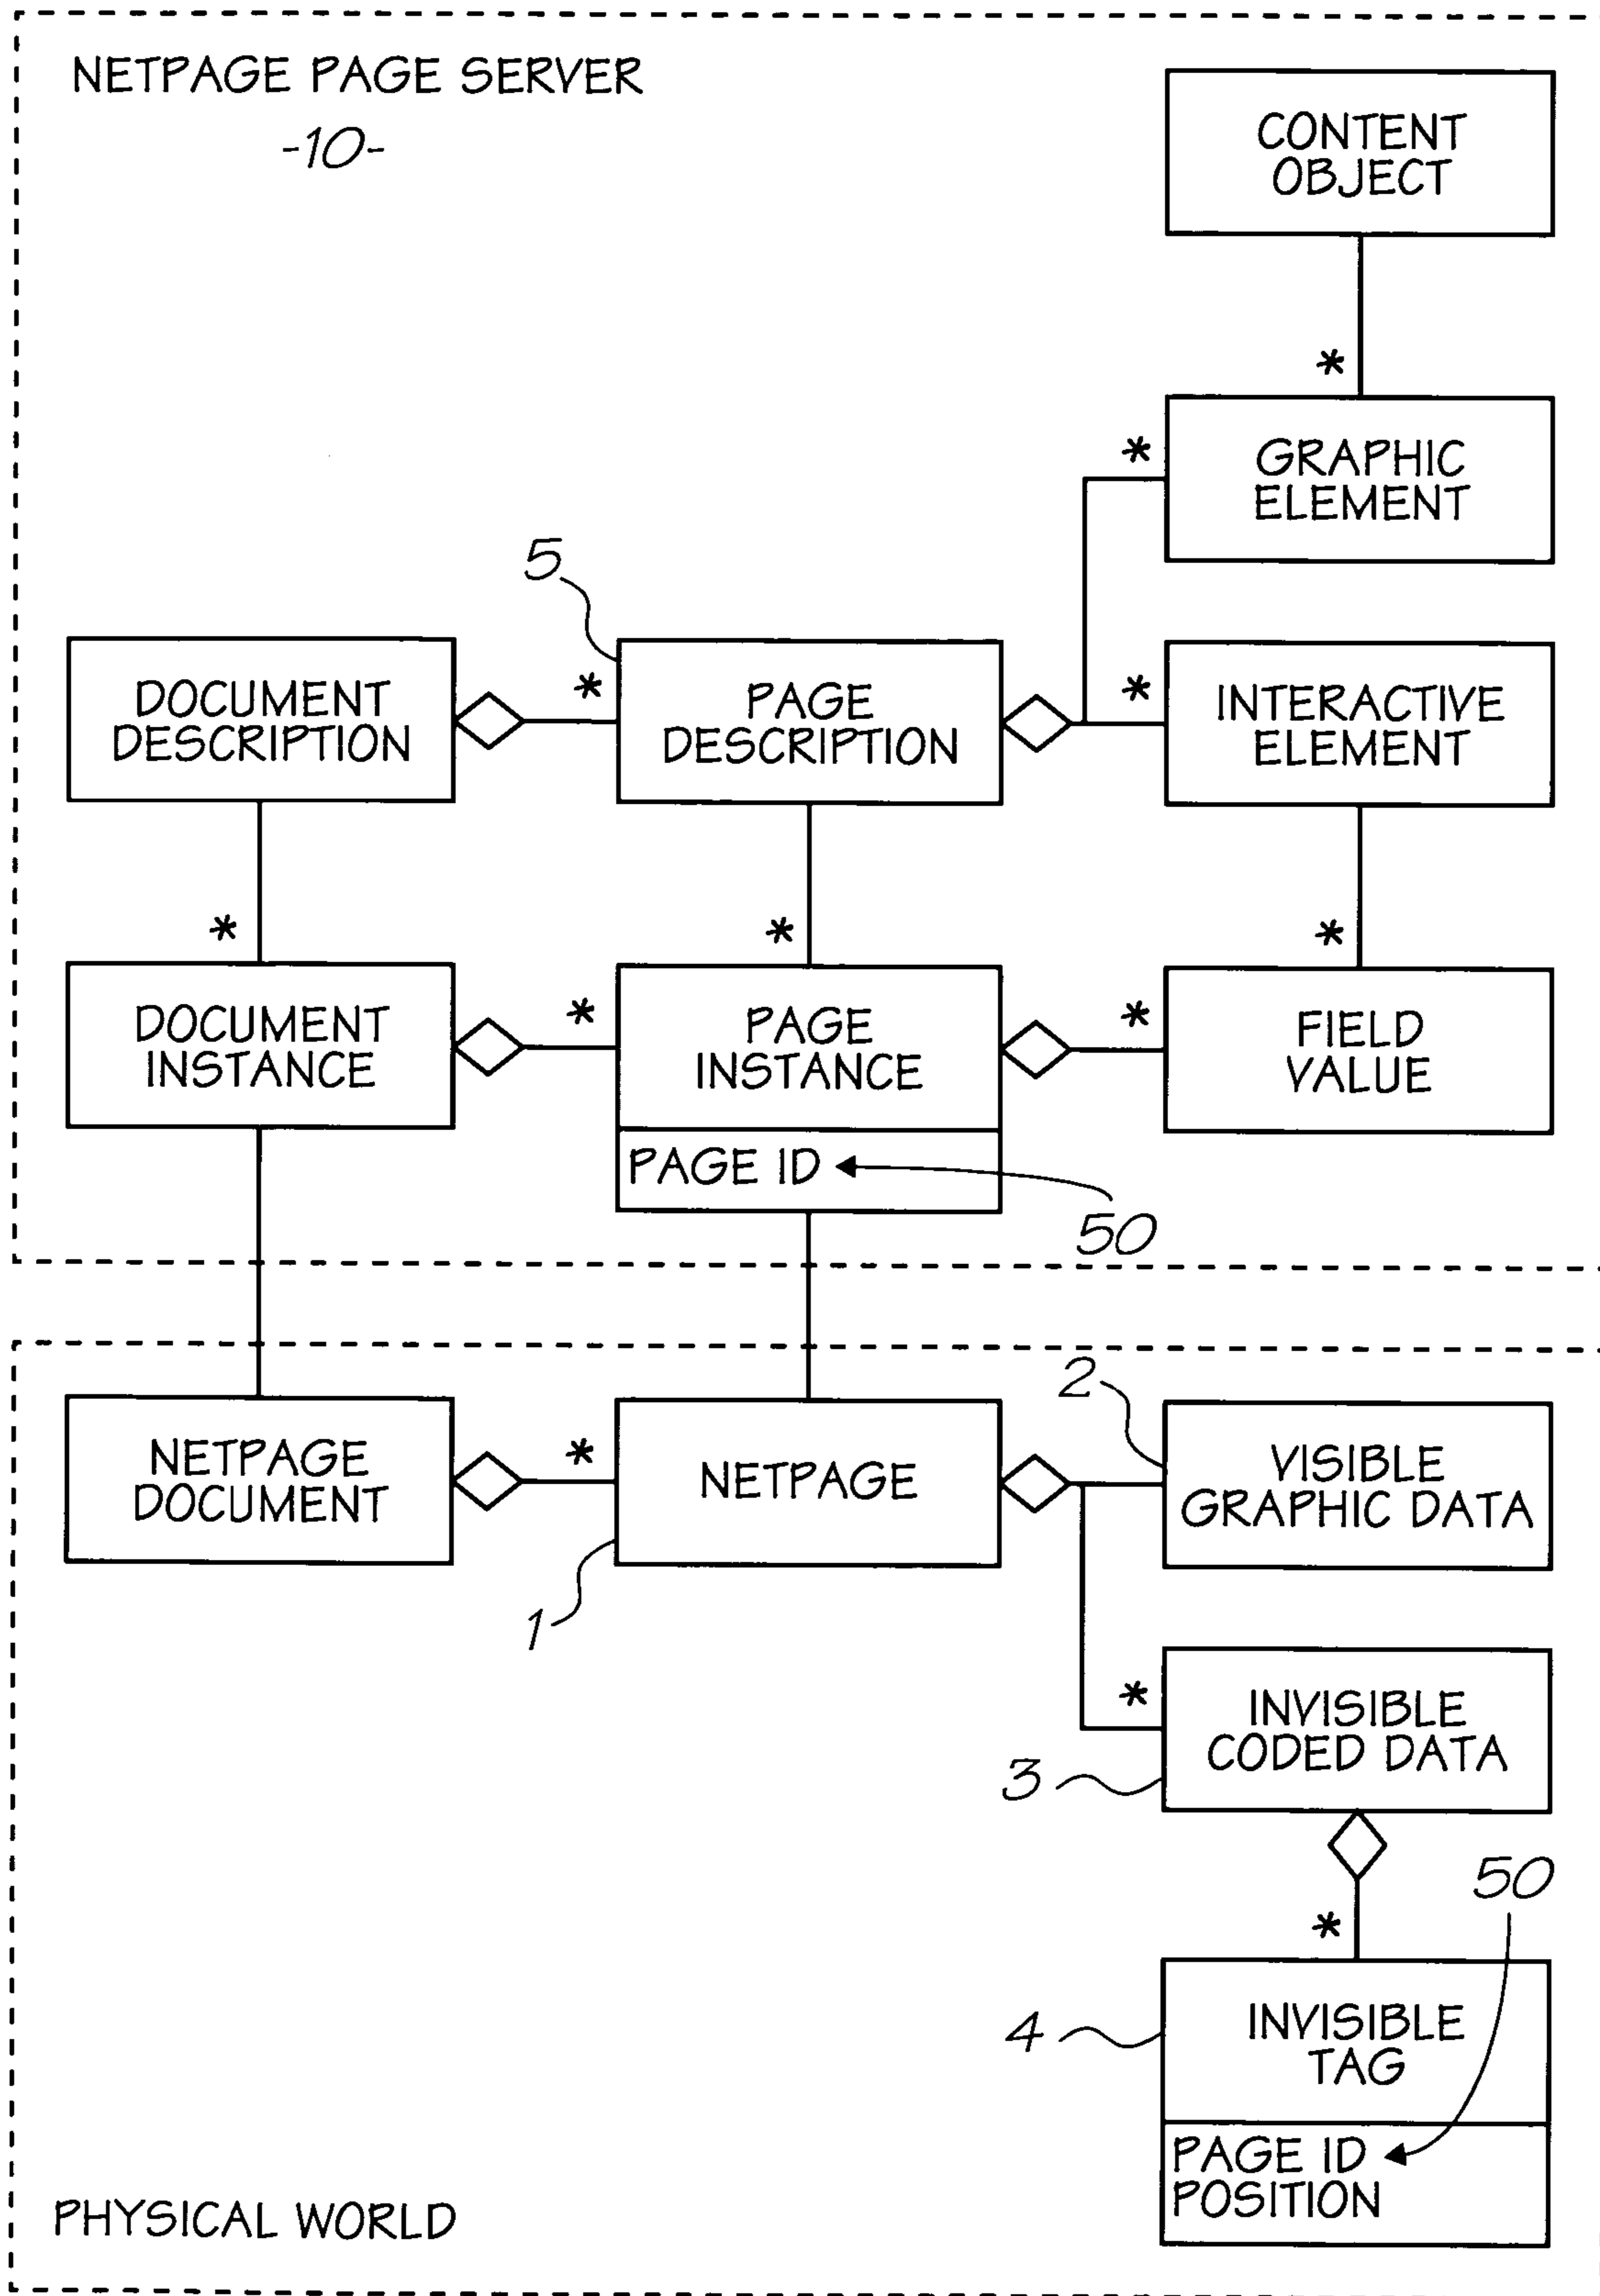 NETPAGE PAGE SERVER
-10-
CONTENT
OBJECT
*
*
GRAPHIC
ELEMENT
5
DOCUMENT
DESCRIPTION
*
PAGE
DESCRIPTION
*
INTERACTIVE
ELEMENT
*
*
*
DOCUMENT
INSTANCE
*
PAGE
INSTANCE
*
FIELD
VALUE
PAGE ID
50
2
NETPAGE
DOCUMENT
*
NETPAGE
VISIBLE
GRAPHIC DATA
1
*
INVISIBLE
CODED DATA
3
50
*
4
INVISIBLE
TAG
PAGE ID
POSITION
PHYSICAL WORLD